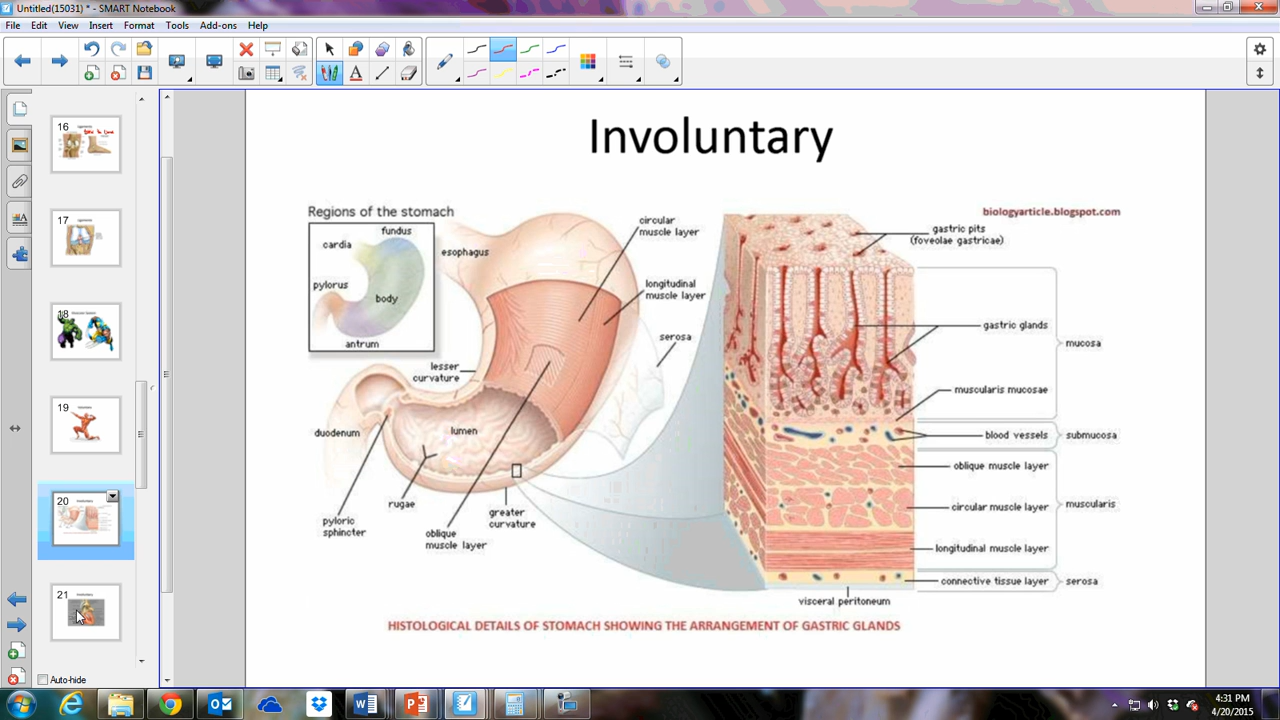 Untitled(15031) * - SMART Notebook
File Edit View Insert Format Tools Add-ons Help
16
17
18
19
20
21
Auto-hide
Involuntary
Regions of the stomach
fundus
cardia
pylorus
body
antrum
esophagus
circular
muscle layer
longitudinal
muscle layer
serosa
lesser
curvature
duodenum
lumen
rugae
pyloric
sphincter
oblique
muscle layer
greater
curvature
biologyarticle.blogspot.com
gastric pits
(foveolae gastricae)
gastric glands
mucosa
muscularis mucosae
blood vessels
submucosa
oblique muscle layer
circular muscle layer
muscularis
longitudinal muscle layer
connective tissue layer
serosa
visceral peritoneum
HISTOLOGICAL DETAILS OF STOMACH SHOWING THE ARRANGEMENT OF GASTRIC GLANDS
4:31 PM
4/20/2015